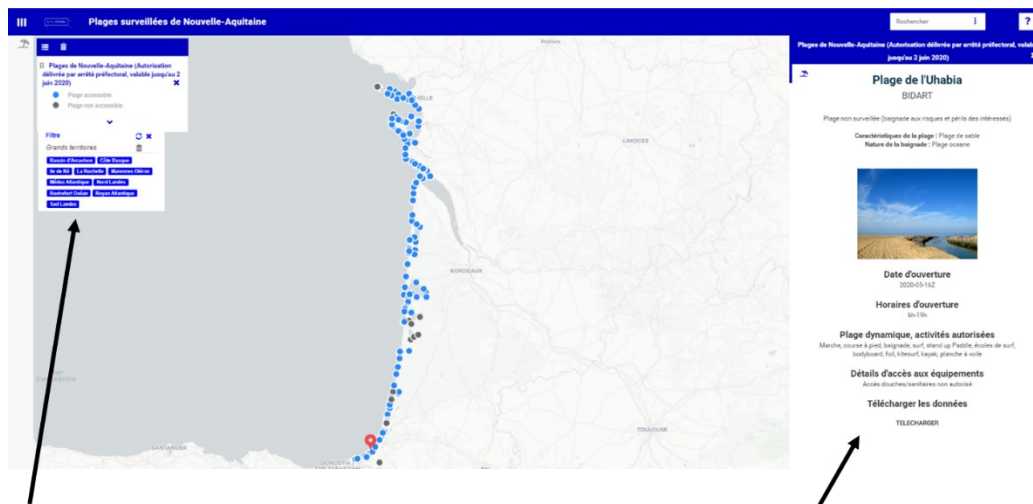 Plages surveillées de Nouvelle-Aquitaine
Rechercher
?
Plages de Nouvelle-Aquitaine (Autorisation
délivrée par arrêté préfectoral, valable jusqu'au 2
juin 2020)
Plage accessible
Plage non accessible
Filtre
Grands territoires
Bassin d'Arcachon Côte Basque
Ile de Ré La Rochelle Marennes Oléron
Médoc Atlantique Nord Landes
Rochefort Océan Royan Atlantique
Sud Landes
Poitiers
LIMOGES
BORDEAUX
TOULOUSE
SANTANDER
DONOSTIA
Plages de Nouvelle-Aquitaine (Autorisation délivrée par arrêté préfectoral,
jusqu'au 2 juin 2020)
Plage de l'Uhabia
BIDART
Plage non surveillée (baignade aux risques et périls des intéressés)
Caractéristiques de la plage : Plage de sable
Nature de la baignade : Plage oceane
Date d'ouverture
2020-05-16Z
Horaires d'ouverture
6h-19h
Plage dynamique, activités autorisées
Marche, course à pied, baignade, surf, stand up Paddle, écoles de surf,
bodyboard, foil, kitesurf, kayak, planche à voile
Détails d'accès aux équipements
Accès douches/sanitaires non autorisé
Télécharger les données
TELECHARGER